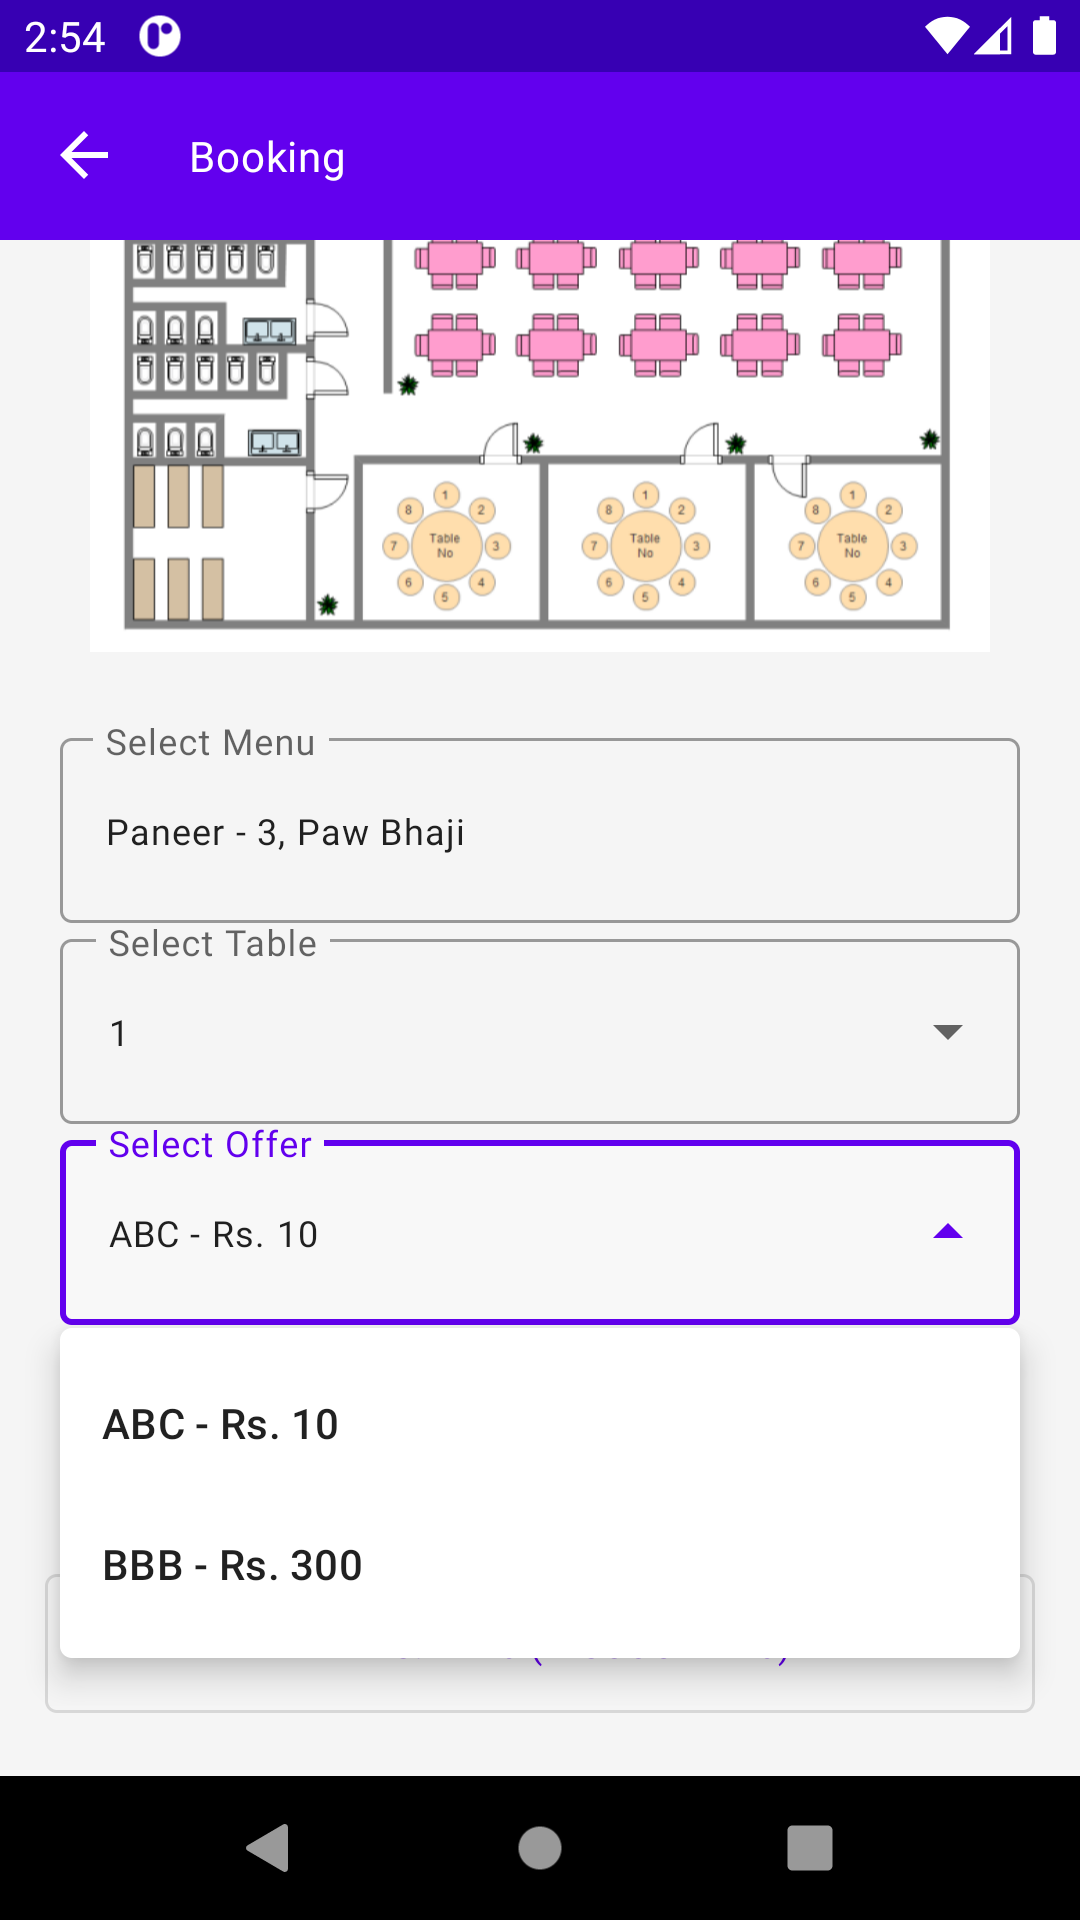 2:54
Booking
1
8 2
7 Table No 3
6 4
5
1
8 2
7 Table No 3
6 4
5
1
8 2
7 Table No 3
6 4
5
Select Menu
Paneer - 3, Paw Bhaji
Select Table
1
Select Offer
ABC - Rs. 10
ABC - Rs. 10
BBB - Rs. 300